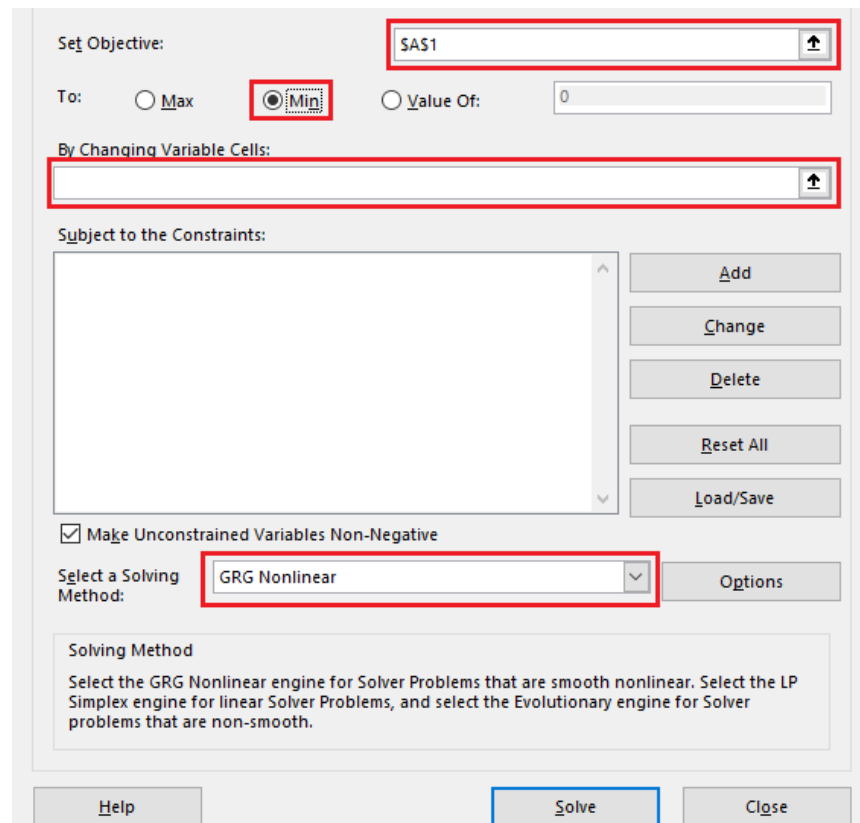 Set Objective:
$A$1
To:
Max
Min
Value Of:
0
By Changing Variable Cells:
Subject to the Constraints:
Add
Change
Delete
Reset All
Load/Save
Make Unconstrained Variables Non-Negative
Select a Solving
Method:
GRG Nonlinear
Options
Solving Method
Select the GRG Nonlinear engine for Solver Problems that are smooth nonlinear. Select the LP
Simplex engine for linear Solver Problems, and select the Evolutionary engine for Solver
problems that are non-smooth.
Help
Solve
Close